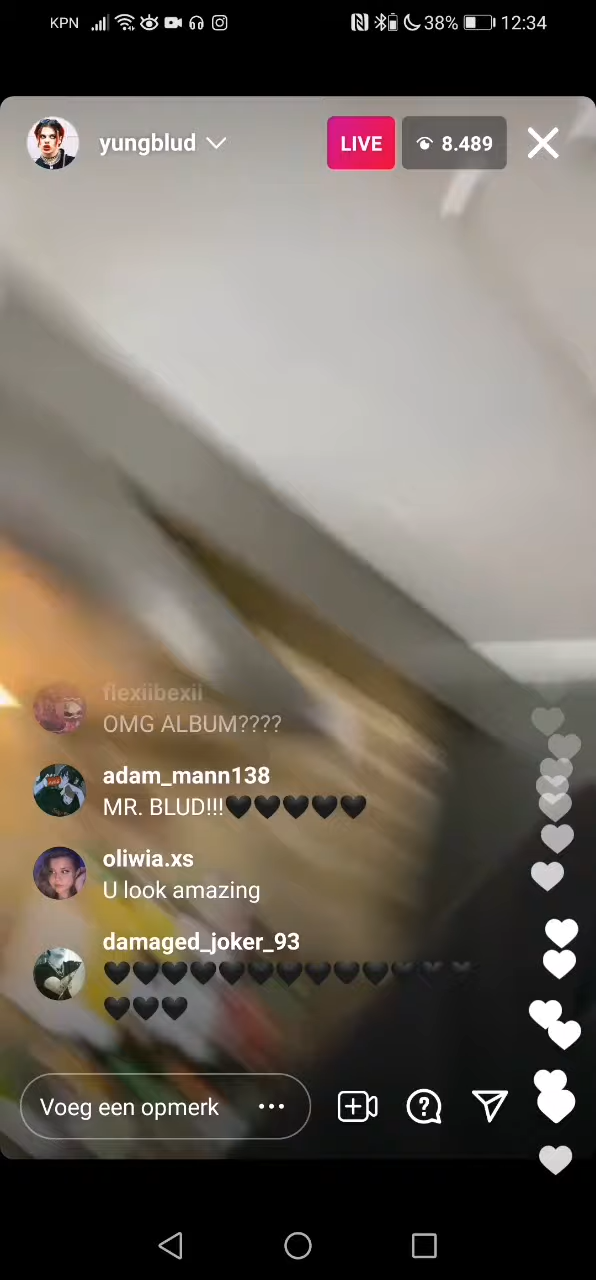 KPN 38% 12:34
yungblud LIVE 8.489
flexiibexii
OMG ALBUM????
adam_mann138
MR. BLUD!!!🖤🖤🖤🖤🖤
oliwia.xs
U look amazing
damaged_joker_93
🖤🖤🖤🖤🖤🖤🖤🖤🖤🖤🖤🖤🖤
🖤🖤🖤
Voeg een opmerk